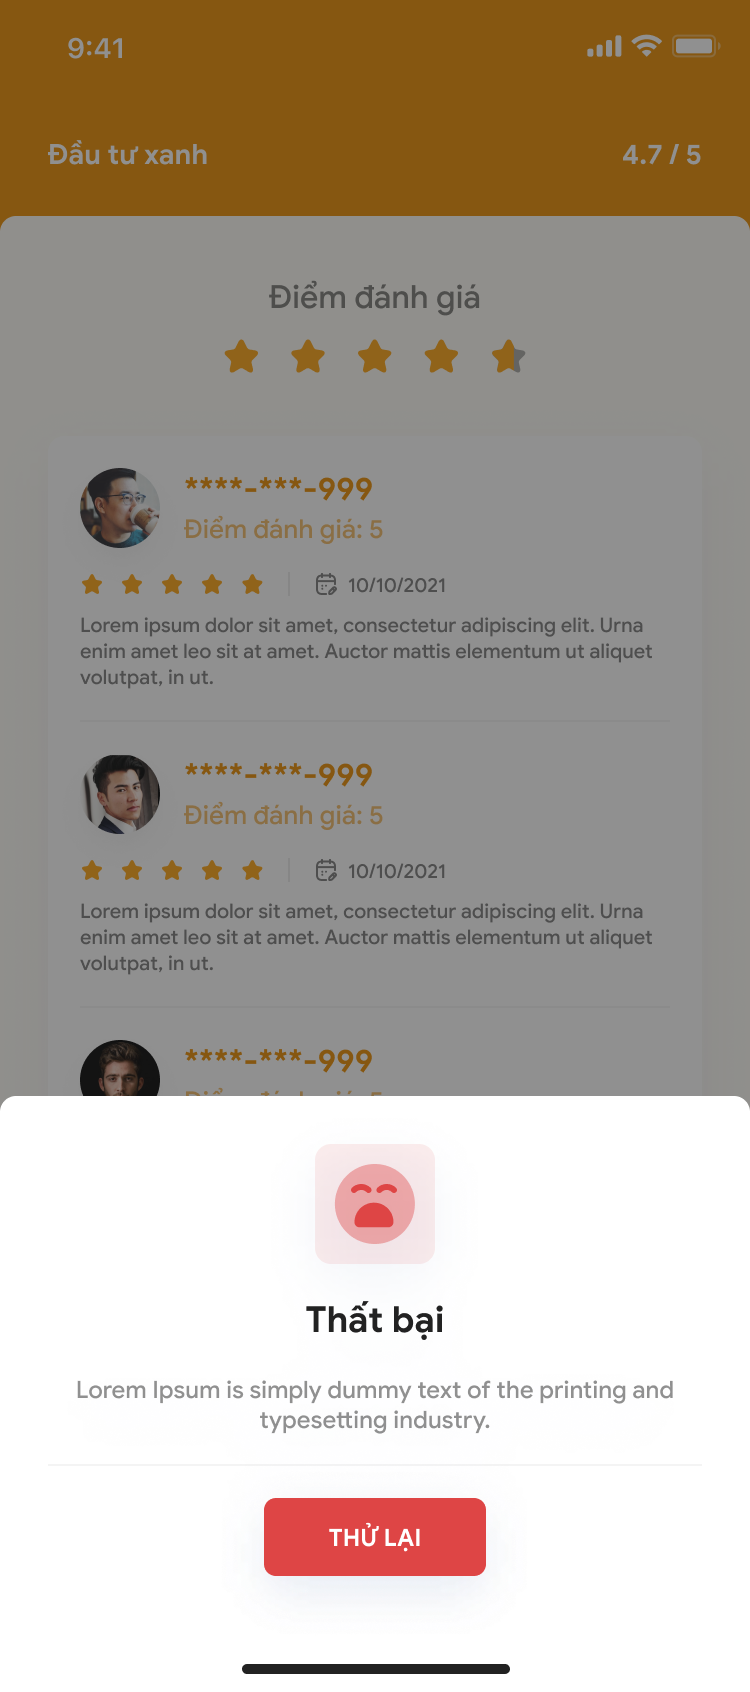 9:41
Đầu tư xanh
4.7 / 5
Điểm đánh giá
****-***-999
Điểm đánh giá: 5
10/10/2021
Lorem ipsum dolor sit amet, consectetur adipiscing elit. Urna
enim amet leo sit at amet. Auctor mattis elementum ut aliquet
volutpat, in ut.
****-***-999
Điểm đánh giá: 5
10/10/2021
Lorem ipsum dolor sit amet, consectetur adipiscing elit. Urna
enim amet leo sit at amet. Auctor mattis elementum ut aliquet
volutpat, in ut.
****-***-999
Thất bại
Lorem Ipsum is simply dummy text of the printing and
typesetting industry.
THỬ LẠI